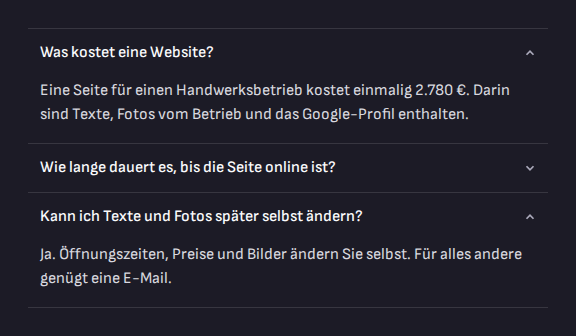 Was kostet eine Website?
Eine Seite für einen Handwerksbetrieb kostet einmalig 2.780 €. Darin
sind Texte, Fotos vom Betrieb und das Google-Profil enthalten.
Wie lange dauert es, bis die Seite online ist?
Kann ich Texte und Fotos später selbst ändern?
Ja. Öffnungszeiten, Preise und Bilder ändern Sie selbst. Für alles andere
genügt eine E-Mail.